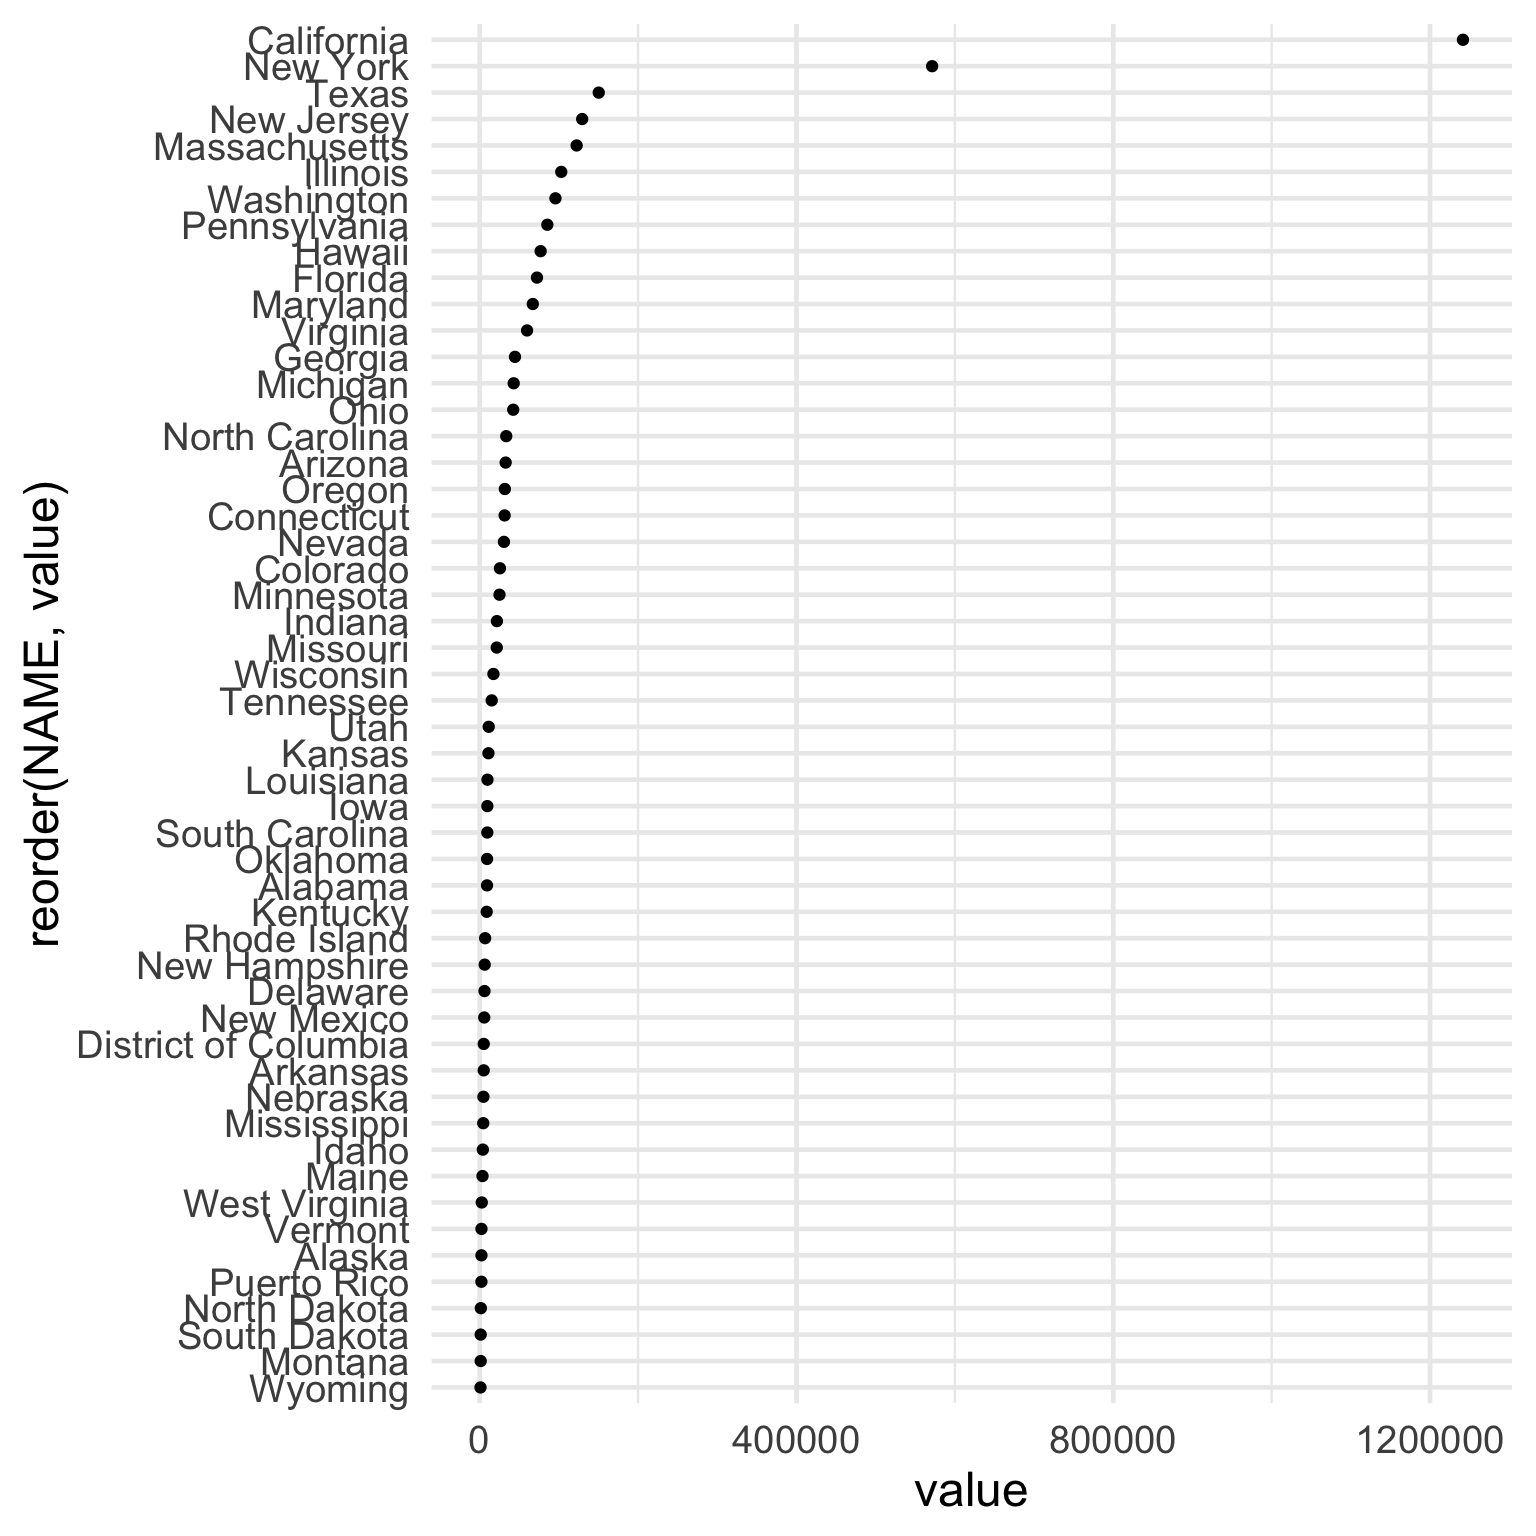 California
New York
Texas
New Jersey
Massachusetts
Illinois
Washington
Pennsylvania
Hawaii
Florida
Maryland
Virginia
Georgia
Michigan
Ohio
North Carolina
Arizona
Oregon
Connecticut
Nevada
Colorado
Minnesota
Indiana
Missouri
Wisconsin
Tennessee
Utah
Kansas
Louisiana
Iowa
South Carolina
Oklahoma
Alabama
Kentucky
Rhode Island
New Hampshire
Delaware
New Mexico
District of Columbia
Arkansas
Nebraska
Mississippi
Idaho
Maine
West Virginia
Vermont
Alaska
Puerto Rico
North Dakota
South Dakota
Montana
Wyoming
reorder(NAME, value)
0 400000 800000 1200000
value